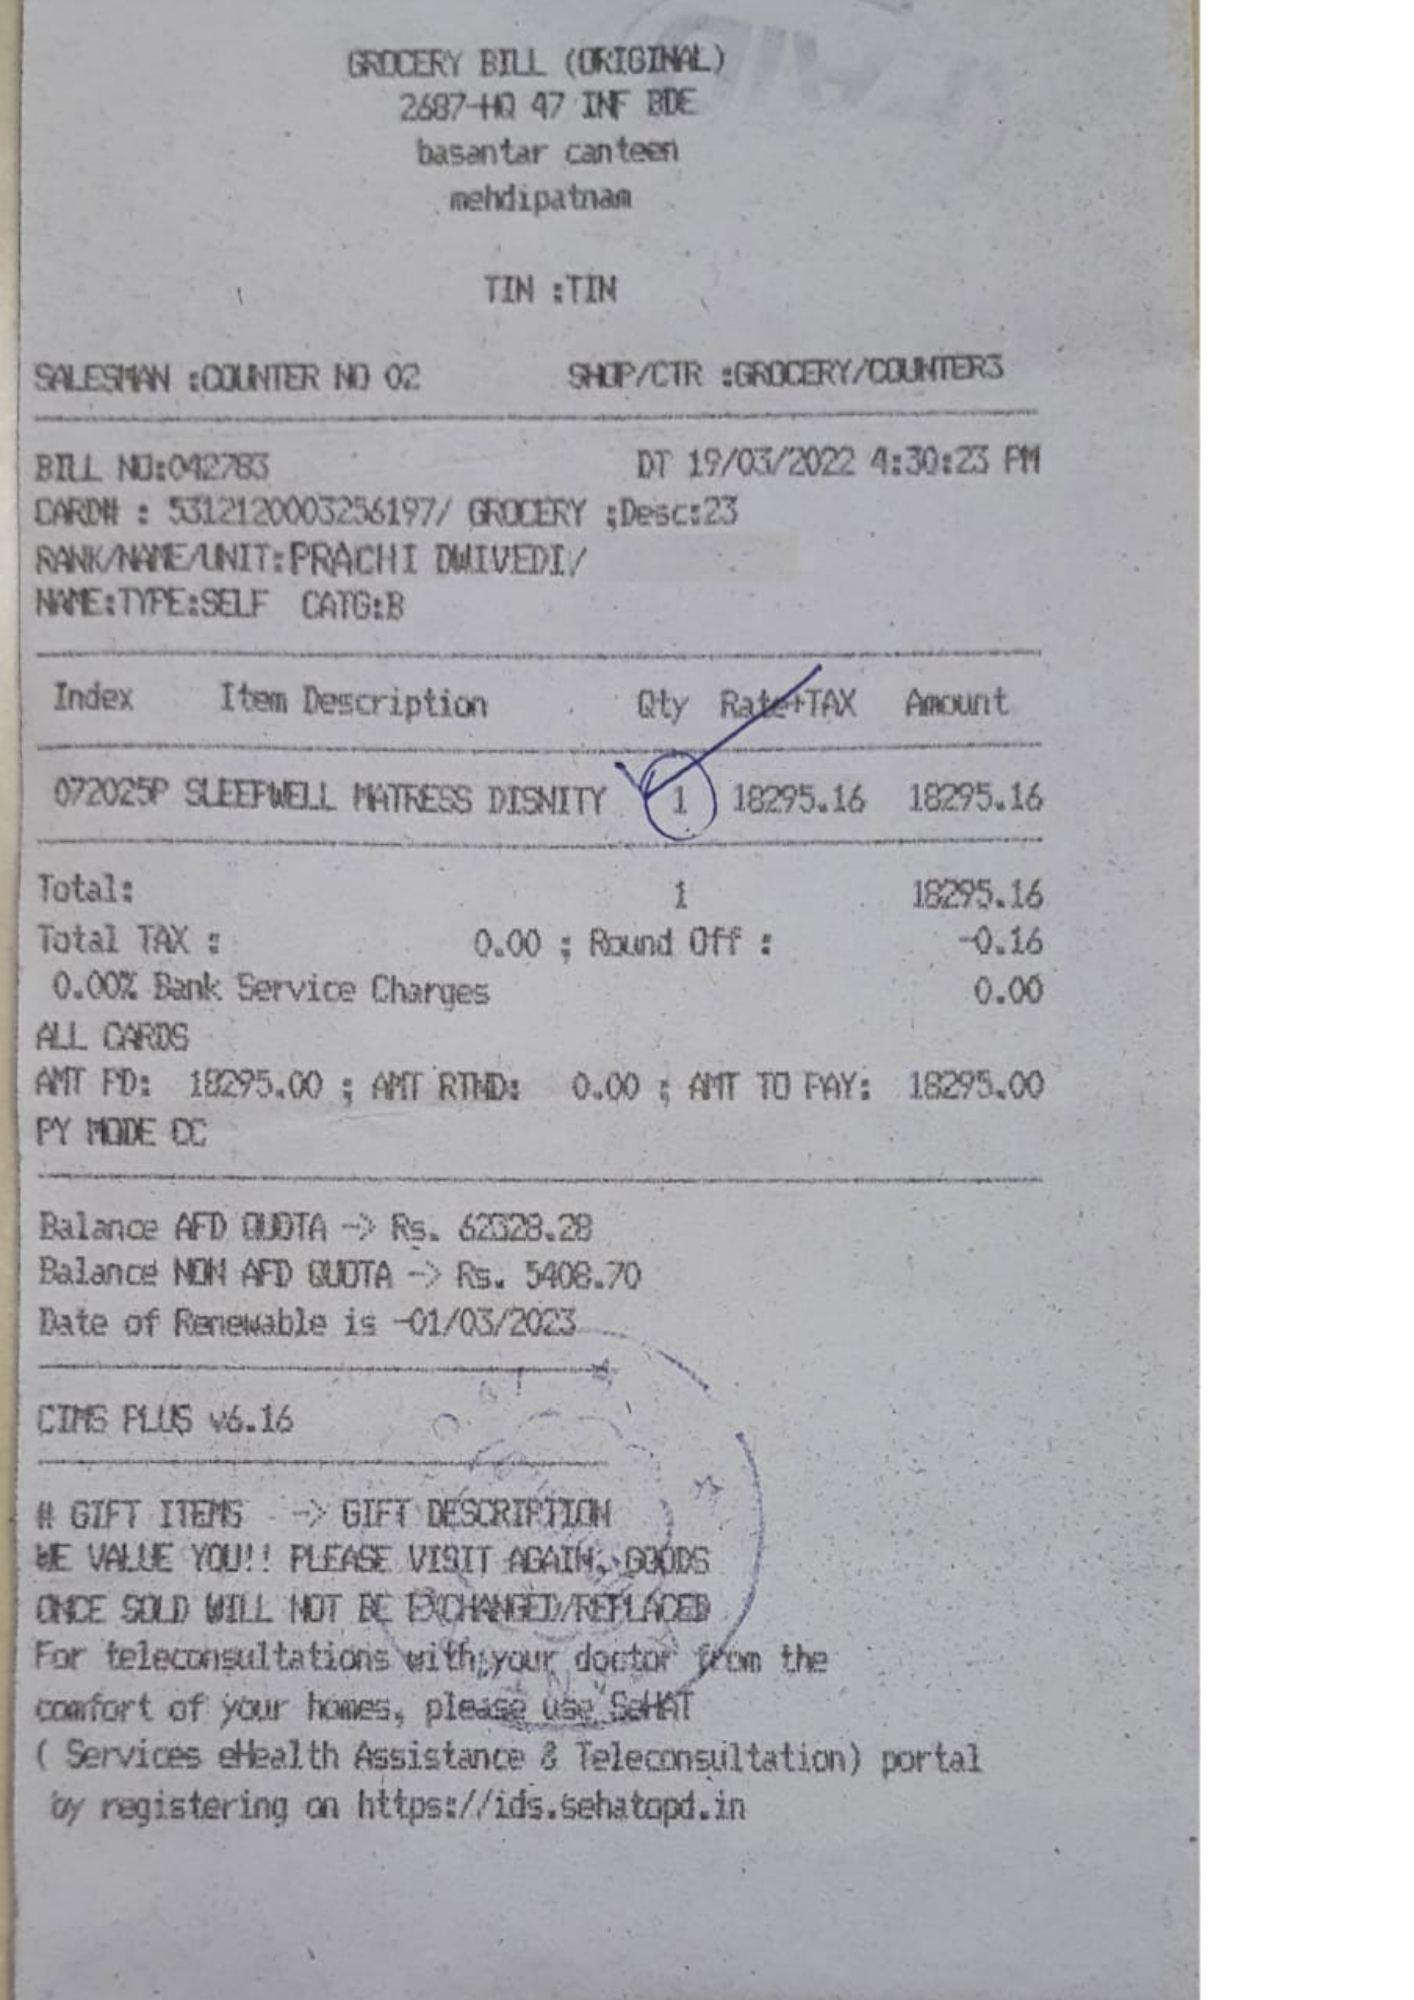 GROCERY BILL (ORIGINAL)
2687-HQ 47 INF BDE
basantar canteen
mehdipatnam
TIN :TIN
SALESMAN :COUNTER NO 02 SHOP/CTR :GROCERY/COUNTER3
BILL NO:042783 DT 19/03/2022 4:30:23 PM
CARD# : 5312120003256197/ GROCERY ;Desc:23
RANK/NAME/UNIT:PRACHI DWIVEDI/
NAME:TYPE:SELF CATG:B
Index Item Description Qty Rate+TAX Amount
072025P SLEEPWELL MATRESS DISNITY 1 18295.16 18295.16
Total: 1 18295.16
Total TAX : 0.00 ; Round Off : -0.16
0.00% Bank Service Charges 0.00
ALL CARDS
AMT PD: 18295.00 ; AMT RTND: 0.00 ; AMT TO PAY: 18295.00
PY MODE CC
Balance AFD QUOTA -> Rs. 62328.28
Balance NON AFD QUOTA -> Rs. 5408.70
Date of Renewable is -01/03/2023
CIMS PLUS v6.16
# GIFT ITEMS -> GIFT DESCRIPTION
WE VALUE YOU!! PLEASE VISIT AGAIN. GOODS
ONCE SOLD WILL NOT BE EXCHANGED/REPLACED
For teleconsultations with your doctor from the
comfort of your homes, please use SeHAT
( Services eHealth Assistance & Teleconsultation) portal
by registering on https://ids.sehatopd.in